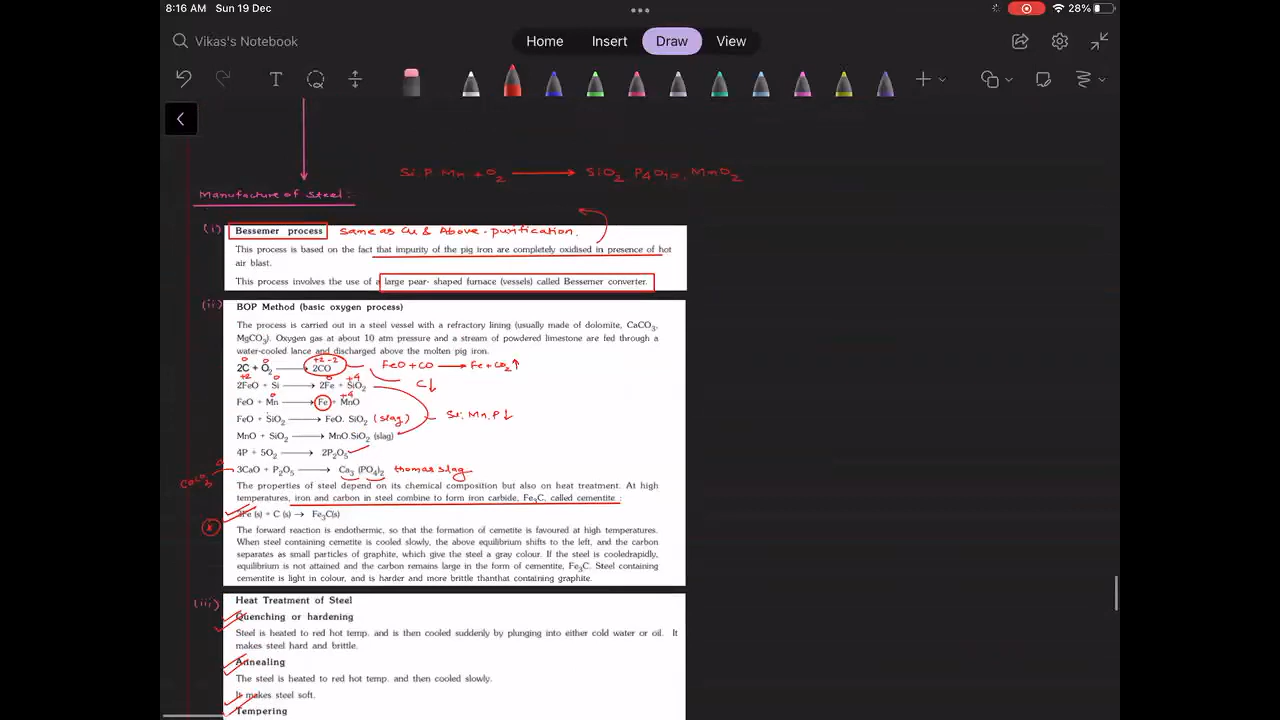 8:16 AM Sun 19 Dec
28%
Vikas's Notebook
Home Insert Draw View
Si. P Mn + O2 ⟶ SiO2 P4O10, MnO2
Manufacture of Steel:-
(i) Bessemer process Same as Cu & Above - purification.
This process is based on the fact that impurity of the pig iron are completely oxidised in presence of hot
air blast.
This process involves the use of a large pear- shaped furnace (vessels) called Bessemer converter.
(ii) BOP Method (basic oxygen process)
The process is carried out in a steel vessel with a refractory lining (usually made of dolomite, CaCO3,
MgCO3). Oxygen gas at about 10 atm pressure and a stream of powdered limestone are fed through a
water-cooled lance and discharged above the molten pig iron.
0 0 +2 -2
2C + O2 ⟶ 2CO FeO + CO ⟶ Fe + CO2↑
+2 0 0 +4
2FeO + Si ⟶ 2Fe + SiO2 C↓
0 +4
FeO + Mn ⟶ Fe + MnO
FeO + SiO2 ⟶ FeO. SiO2 (slag) Si, Mn, P↓
MnO + SiO2 ⟶ MnO.SiO2 (slag)
4P + 5O2 ⟶ 2P2O5
CaCO3 3CaO + P2O5 ⟶ Ca3 (PO4)2 thomas slag
The properties of steel depend on its chemical composition but also on heat treatment. At high
temperatures, iron and carbon in steel combine to form iron carbide, Fe3C, called cementite :
3Fe (s) + C (s) → Fe3C(s)
The forward reaction is endothermic, so that the formation of cemetite is favoured at high temperatures.
When steel containing cemetite is cooled slowly, the above equilibrium shifts to the left, and the carbon
separates as small particles of graphite, which give the steel a gray colour. If the steel is cooledrapidly,
equilibrium is not attained and the carbon remains large in the form of cementite, Fe3C. Steel containing
cementite is light in colour, and is harder and more brittle thanthat containing graphite.
(iii) Heat Treatment of Steel
Quenching or hardening
Steel is heated to red hot temp. and is then cooled suddenly by plunging into either cold water or oil. It
makes steel hard and brittle.
Annealing
The steel is heated to red hot temp. and then cooled slowly.
It makes steel soft.
Tempering